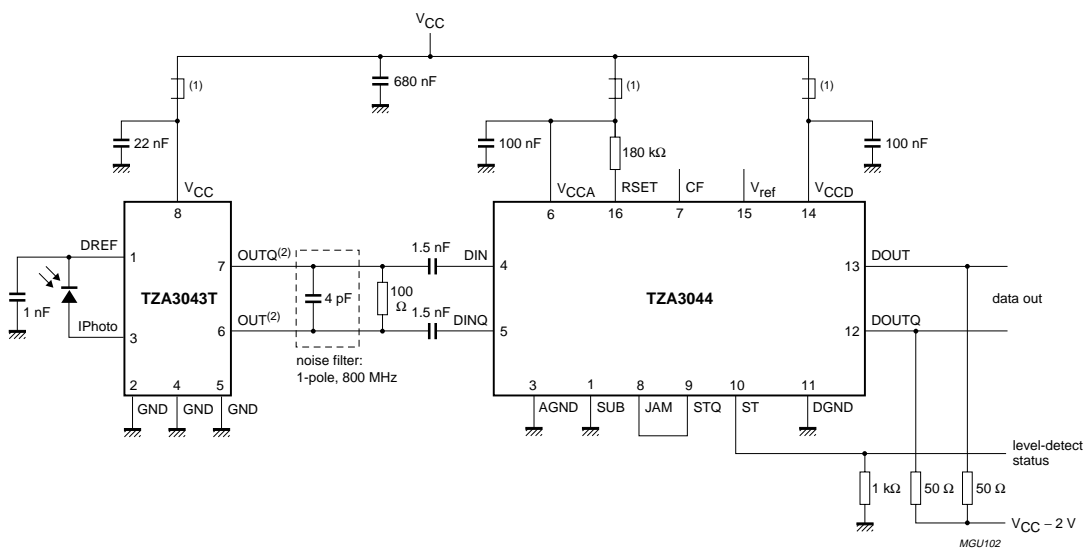 VCC
(1)
680 nF
(1)
(1)
22 nF
100 nF
180 kΩ
100 nF
VCC
VCCA
RSET
CF
Vref
VCCD
8
6
16
7
15
14
DREF
1
OUTQ(2)
7
1.5 nF
DIN
4
13
DOUT
1 nF
TZA3043T
4 pF
100
Ω
TZA3044
data out
IPhoto
3
OUT(2)
6
1.5 nF
DINQ
5
12
DOUTQ
noise filter:
1-pole, 800 MHz
2
4
5
3
1
8
9
10
11
GND
GND
GND
AGND
SUB
JAM
STQ
ST
DGND
level-detect
status
1 kΩ
50 Ω
50 Ω
VCC – 2 V
MGU102